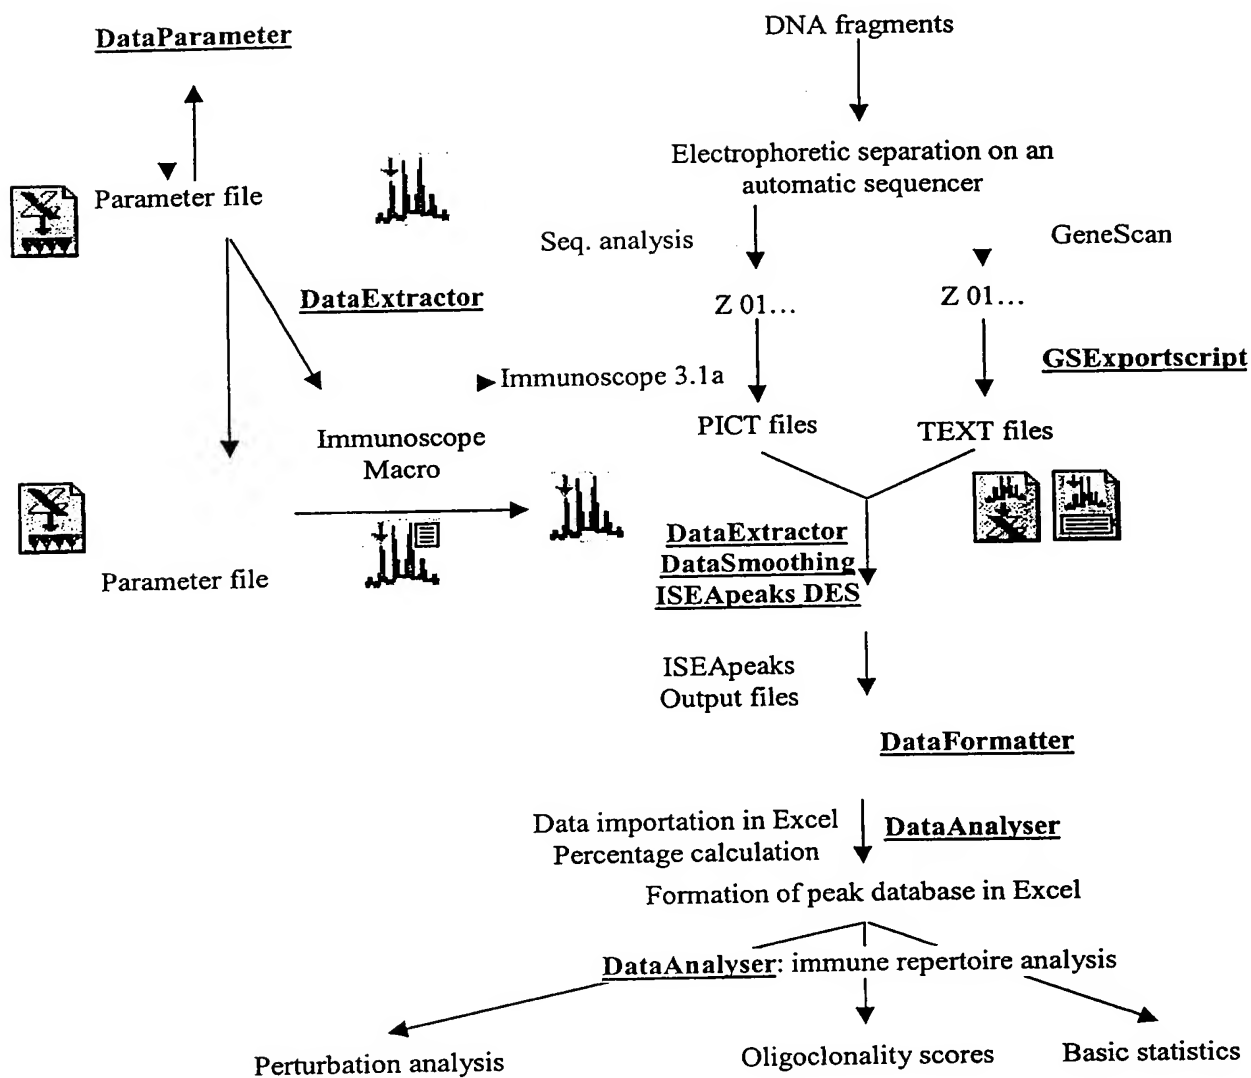 DataParameter
DNA fragments
Electrophoretic separation on an
automatic sequencer
Parameter file
Seq. analysis
GeneScan
DataExtractor
Z 01...
Z 01...
GSExportscript
Immunoscope 3.1a
PICT files
TEXT files
Immunoscope
Macro
DataExtractor
DataSmoothing
ISEApeaks DES
Parameter file
ISEApeaks
Output files
DataFormatter
Data importation in Excel
Percentage calculation
DataAnalyser
Formation of peak database in Excel
DataAnalyser: immune repertoire analysis
Perturbation analysis
Oligoclonality scores
Basic statistics